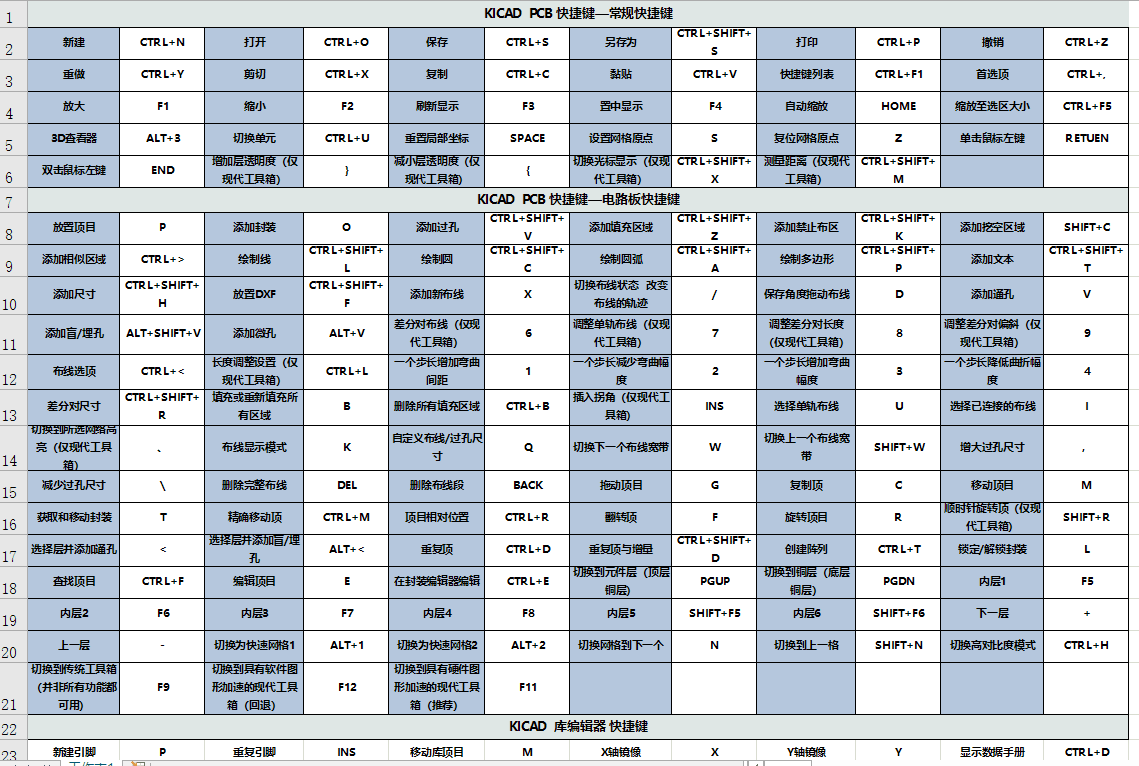 1 KICAD PCB 快捷键—常规快捷键
2 新建 CTRL+N 打开 CTRL+O 保存 CTRL+S 另存为 CTRL+SHIFT+S 打印 CTRL+P 撤销 CTRL+Z
3 重做 CTRL+Y 剪切 CTRL+X 复制 CTRL+C 黏贴 CTRL+V 快捷键列表 CTRL+F1 首选顶 CTRL+,
4 放大 F1 缩小 F2 刷新显示 F3 置中显示 F4 自动缩放 HOME 缩放至选区大小 CTRL+F5
5 3D查看器 ALT+3 切换单元 CTRL+U 重置局部坐标 SPACE 设置网格原点 S 复位网格原点 Z 单击鼠标左键 RETUEN
6 双击鼠标左键 END 增加层透明度（仅现代工具箱） } 减小层透明度（仅现代工具箱） { 切换光标显示（仅现代工具箱） CTRL+SHIFT+X 测量距离（仅现代工具箱） CTRL+SHIFT+M
7 KICAD PCB 快捷键—电路板快捷键
8 放置项目 P 添加封装 O 添加过孔 CTRL+SHIFT+V 添加填充区域 CTRL+SHIFT+Z 添加禁止布区 CTRL+SHIFT+K 添加挖空区域 SHIFT+C
9 添加相似区域 CTRL+> 绘制线 CTRL+SHIFT+L 绘制圆 CTRL+SHIFT+C 绘制圆弧 CTRL+SHIFT+A 绘制多边形 CTRL+SHIFT+P 添加文本 CTRL+SHIFT+T
10 添加尺寸 CTRL+SHIFT+H 放置DXF CTRL+SHIFT+F 添加新布线 X 切换布线状态 改变布线的轨迹 / 保存角度拖动布线 D 添加通孔 V
11 添加盲/埋孔 ALT+SHIFT+V 添加微孔 ALT+V 差分对布线（仅现代工具箱） 6 调整单轨布线（仅现代工具箱） 7 调整差分对长度（仅现代工具箱） 8 调整差分对偏斜（仅现代工具箱） 9
12 布线选顶 CTRL+< 长度调整设置（仅现代工具箱） CTRL+L 一个步长增加弯曲间距 1 一个步长减少弯曲幅度 2 一个步长增加弯曲幅度 3 一个步长降低曲折幅度 4
13 差分对尺寸 CTRL+SHIFT+R 填充或重新填充所有区域 B 删除所有填充区域 CTRL+B 插入拐角（仅现代工具箱） INS 选择单轨布线 U 选择已连接的布线 I
14 切换到所选网络高亮（仅现代工具箱） 、 布线显示模式 K 自定义布线/过孔尺寸 Q 切换下一个布线宽带 W 切换上一个布线宽带 SHIFT+W 增大过孔尺寸 ,
15 减少过孔尺寸 \ 删除完整布线 DEL 删除布线段 BACK 拖动项目 G 复制顶 C 移动项目 M
16 获取和移动封装 T 精确移动顶 CTRL+M 顶目相对位置 CTRL+R 翻转顶 F 旋转项目 R 顺时针旋转顶（仅现代工具箱） SHIFT+R
17 选择层并添加通孔 < 选择层并添加盲/埋孔 ALT+< 重复顶 CTRL+D 重复顶与增量 CTRL+SHIFT+D 创建阵列 CTRL+T 锁定/解锁封装 L
18 查找项目 CTRL+F 编辑项目 E 在封装编辑器编辑 CTRL+E 切换到元件层（顶层铜层） PGUP 切换到铜层（底层铜层） PGDN 内层1 F5
19 内层2 F6 内层3 F7 内层4 F8 内层5 SHIFT+F5 内层6 SHIFT+F6 下一层 +
20 上一层 - 切换为快速网格1 ALT+1 切换为快速网格2 ALT+2 切换网格到下一个 N 切换到上一格 SHIFT+N 切换高对比度模式 CTRL+H
21 切换到传统工具箱（并非所有功能都可用） F9 切换到具有软件图形加速的现代工具箱（回退） F12 切换到具有硬件图形加速的现代工具箱（推荐） F11
22 KICAD 库编辑器 快捷键
23 新建引脚 P 重复引脚 INS 移动库项目 M X轴镜像 X Y轴镜像 Y 显示数据手册 CTRL+D